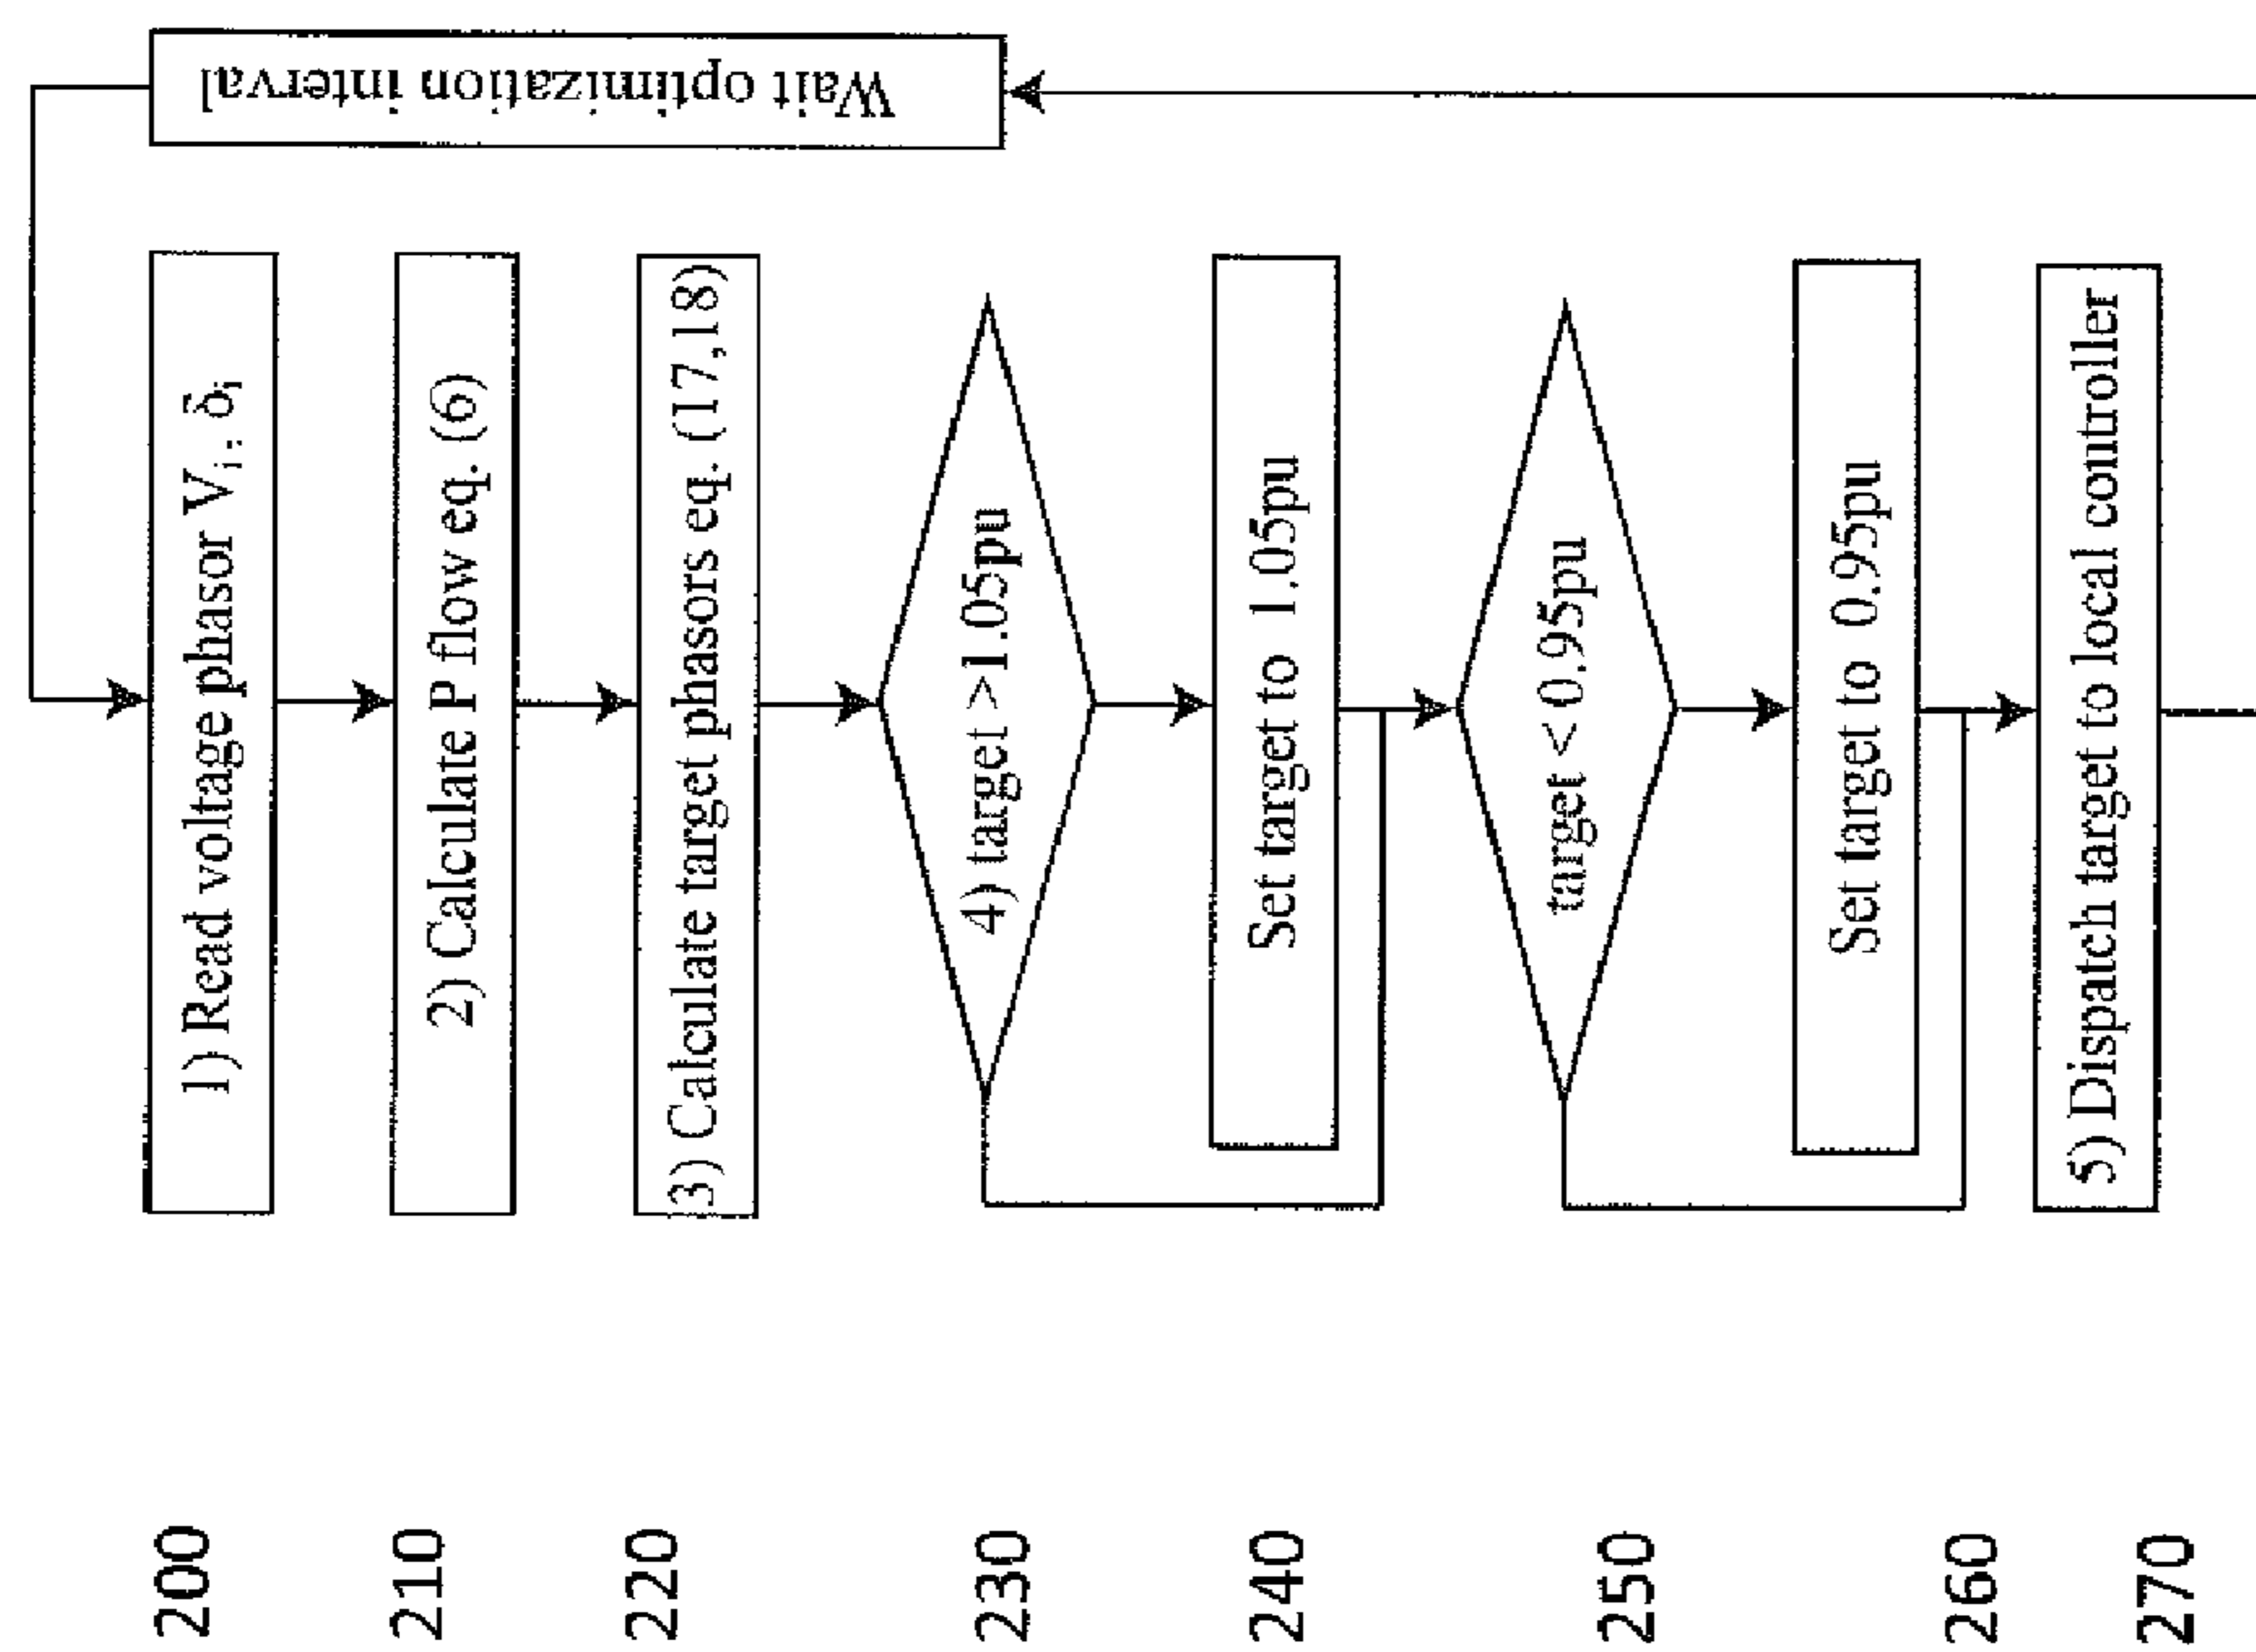 Wait optimization interval
200
1) Read voltage phasor Vi: δi
210
2) Calculate P flow eq. (6)
220
3) Calculate target phasors eq. (17,18)
230
4) target >1.05pu
240
Set target to 1.05pu
250
target < 0.95pu
260
Set target to 0.95pu
270
5) Dispatch target to local controller